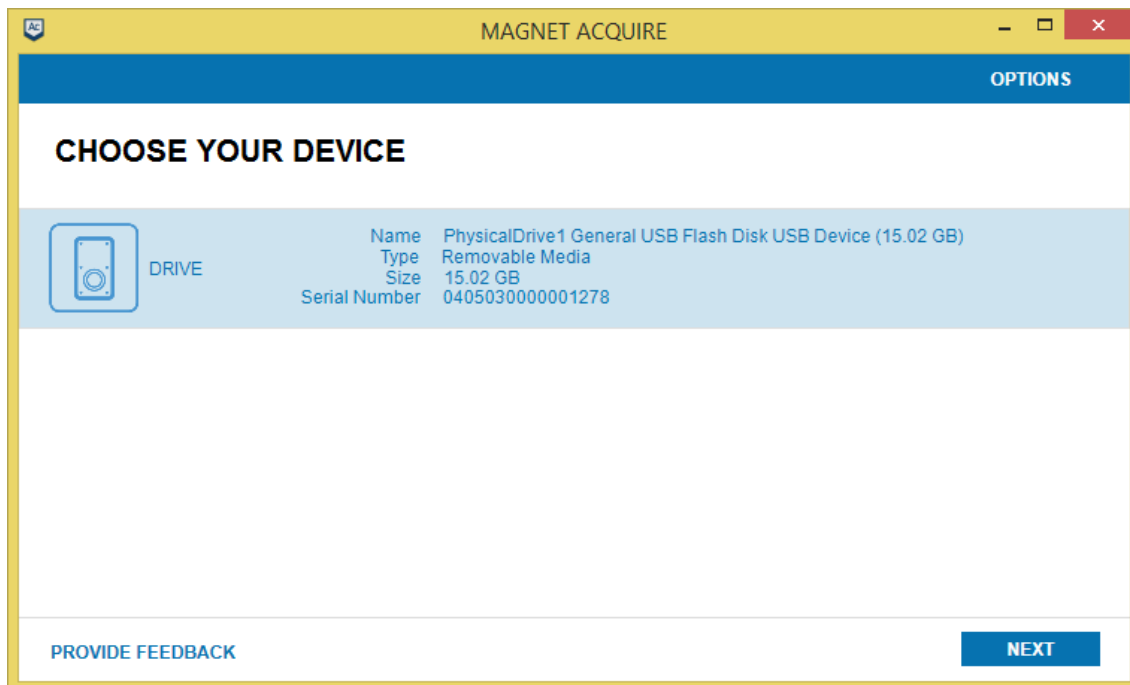 Ac
MAGNET ACQUIRE
OPTIONS
CHOOSE YOUR DEVICE
DRIVE
Name PhysicalDrive1 General USB Flash Disk USB Device (15.02 GB)
Type Removable Media
Size 15.02 GB
Serial Number 0405030000001278
PROVIDE FEEDBACK
NEXT